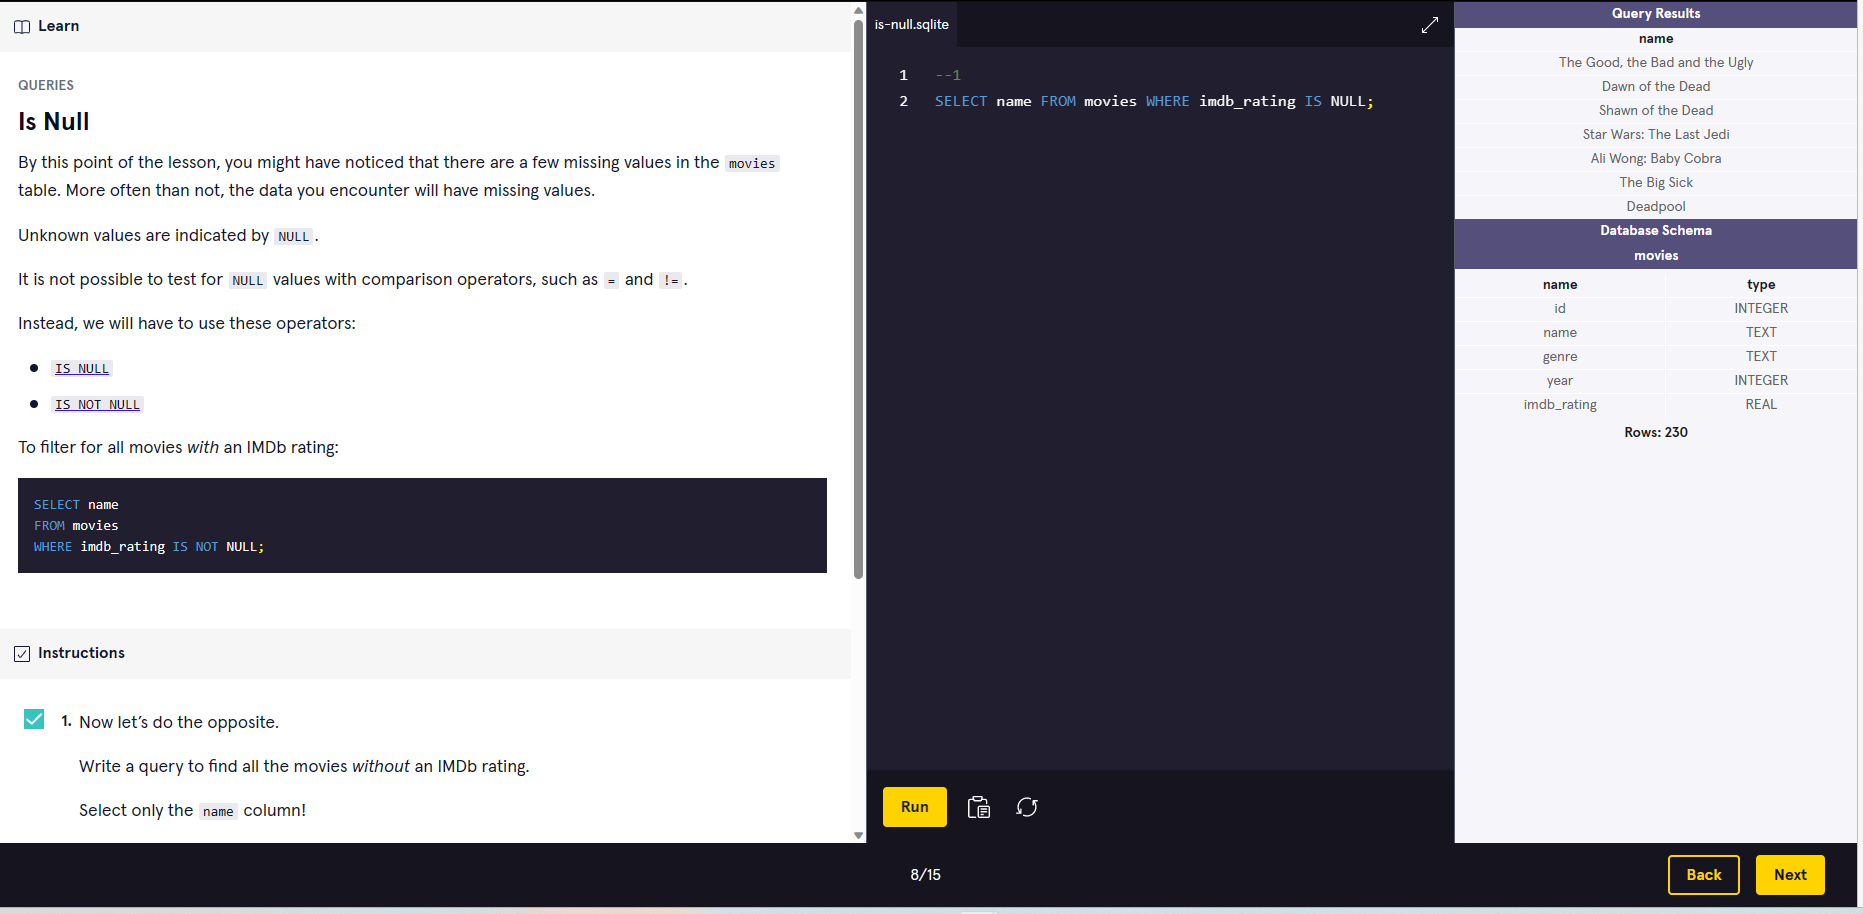 Learn
QUERIES
Is Null
By this point of the lesson, you might have noticed that there are a few missing values in the movies
table. More often than not, the data you encounter will have missing values.
Unknown values are indicated by NULL.
It is not possible to test for NULL values with comparison operators, such as = and !=.
Instead, we will have to use these operators:
IS NULL
IS NOT NULL
To filter for all movies with an IMDb rating:
SELECT name
FROM movies
WHERE imdb_rating IS NOT NULL;
Instructions
1. Now let's do the opposite.
Write a query to find all the movies without an IMDb rating.
Select only the name column!
is-null.sqlite
1 --1
2 SELECT name FROM movies WHERE imdb_rating IS NULL;
Run
Query Results
name
The Good, the Bad and the Ugly
Dawn of the Dead
Shawn of the Dead
Star Wars: The Last Jedi
Ali Wong: Baby Cobra
The Big Sick
Deadpool
Database Schema
movies
name type
id INTEGER
name TEXT
genre TEXT
year INTEGER
imdb_rating REAL
Rows: 230
8/15
Back
Next